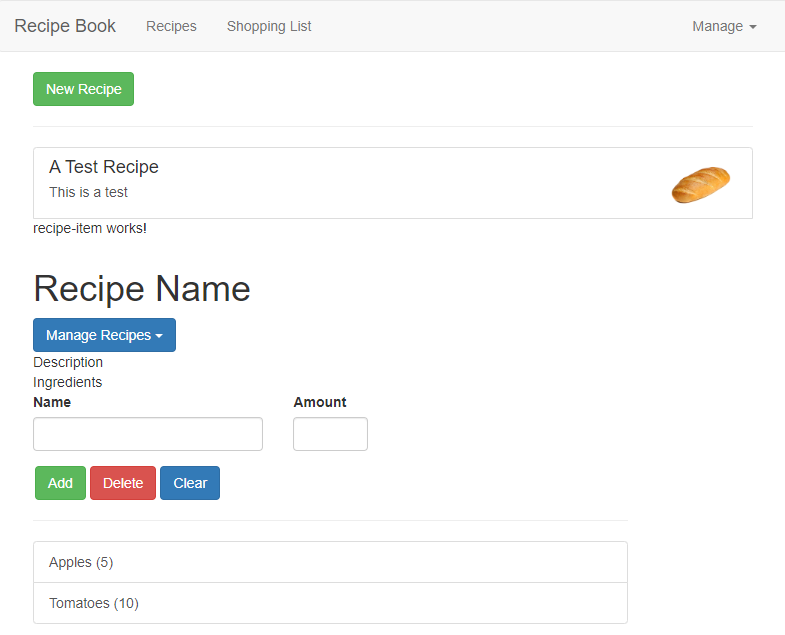 Recipe Book Recipes Shopping List Manage
New Recipe
A Test Recipe
This is a test
recipe-item works!
Recipe Name
Manage Recipes
Description
Ingredients
Name Amount
Add Delete Clear
Apples (5)
Tomatoes (10)